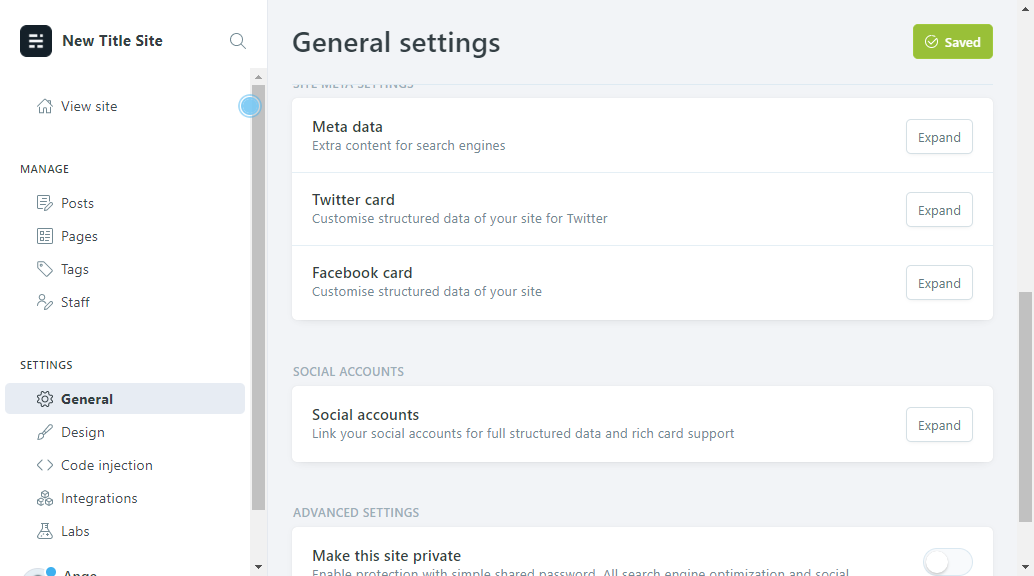 New Title Site
General settings
Saved
View site
MANAGE
Posts
Pages
Tags
Staff
SETTINGS
General
Design
Code injection
Integrations
Labs
Ange
SITE META SETTINGS
Meta data
Extra content for search engines
Expand
Twitter card
Customise structured data of your site for Twitter
Expand
Facebook card
Customise structured data of your site
Expand
SOCIAL ACCOUNTS
Social accounts
Link your social accounts for full structured data and rich card support
Expand
ADVANCED SETTINGS
Make this site private
Enable protection with simple shared password. All search engine optimization and social